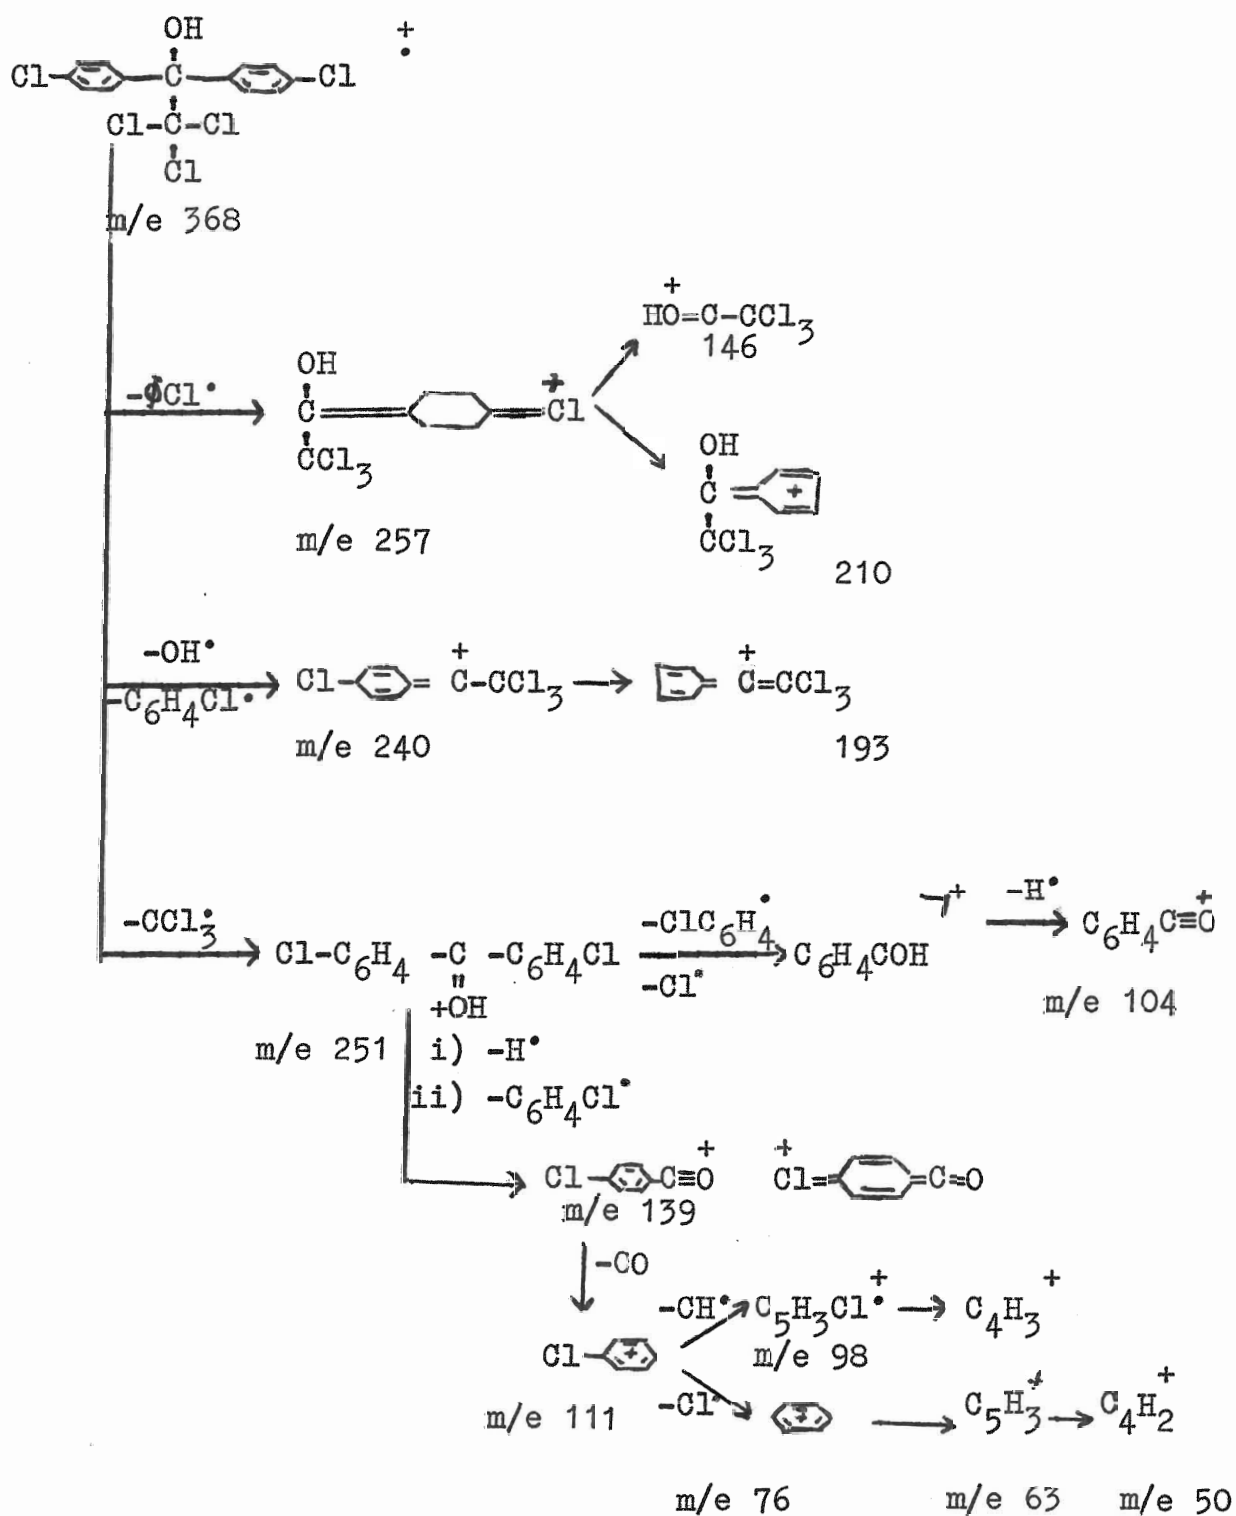 OH +
•
Cl- -C- -Cl
Cl-C-Cl
Cl
m/e 368
+
HO=C-CCl3
146
OH
-ϕCl• C Cl +
CCl3
OH
C +
CCl3
m/e 257
210
-OH•
-C6H4Cl•
Cl- = C-CCl3 + = C=CCl3 +
m/e 240
193
-CCl3•
Cl-C6H4 -C -C6H4Cl
"
+OH
-ClC6H4•
-Cl•
C6H4COH ⌝+
-H•
C6H4C≡O +
m/e 104
m/e 251
i) -H•
ii) -C6H4Cl•
Cl- -C≡O + Cl= =C=O +
m/e 139
-CO
-CH• C5H3Cl• + C4H3 +
Cl- +
m/e 98
m/e 111
-Cl• + C5H3 + C4H2 +
m/e 76 m/e 63 m/e 50